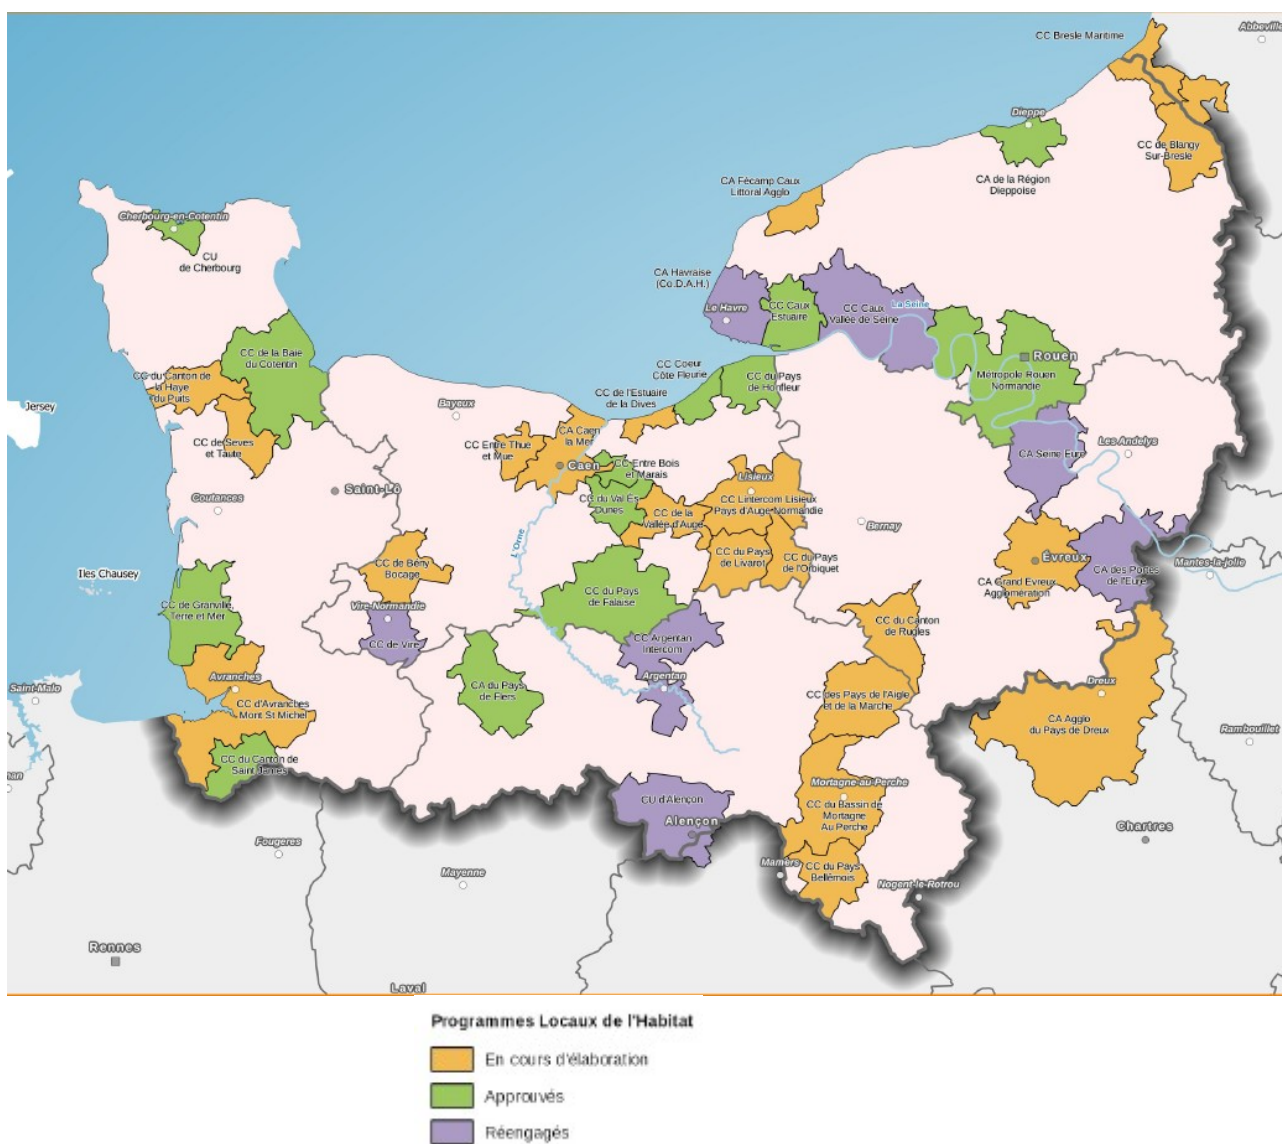 Abbeville
CC Bresle Maritime
Dieppe
CC de Blangy
Sur-Bresle
CA de la Région
Dieppoise
CA Fécamp Caux
Littoral Agglo
Cherbourg-en-Cotentin
CU
de Cherbourg
CA Havraise
(Co.D.A.H.)
Le Havre
CC Caux
Estuaire
CC Caux
Vallée de Seine
La Seine
Rouen
Métropole Rouen
Normandie
CC de la Baie
du Cotentin
CC du Canton de
la Haye
du Puits
Jersey
CC de Sèves
et Taute
Bayeux
CC Coeur
Côte Fleurie
CC du Pays
de Honfleur
CC de l'Estuaire
de la Dives
CA Caen
la Mer
CC Entre Thue
et Mue
Caen
CC Entre Bois
et Marais
Lisieux
CA Seine Eure
Les Andelys
Saint-Lô
Coutances
CC du Val Es
Dunes
CC de la
Vallée d'Auge
CC Lintercom Lisieux
Pays d'Auge Normandie
Bernay
L'Orne
Iles Chausey
CC de Bény
Bocage
CC du Pays
de Livarot
CC du Pays
de l'Orbiquet
Évreux
CA Grand Evreux
Agglomération
CA des Portes
de l'Eure
Mantes-la-jolie
CC de Granville,
Terre et Mer
Vire-Normandie
CC de Vire
CC du Pays
de Falaise
CC Argentan
Intercom
Argentan
CC du Canton
de Rugles
Saint-Malo
Avranches
CC d'Avranches
Mont St Michel
CA du Pays
de Flers
CC des Pays de l'Aigle
et de la Marche
Dreux
CA Agglo
du Pays de Dreux
Rambouillet
CC du Canton de
Saint James
nan
CU d'Alençon
Alençon
Mortagne-au-Perche
CC du Bassin de
Mortagne
Au Perche
Chartres
Fougeres
Mayenne
Mamers
CC du Pays
Bellêmois
Nogent-le-Rotrou
Rennes
Laval
Programmes Locaux de l'Habitat
En cours d'élaboration
Approuvés
Réengagés